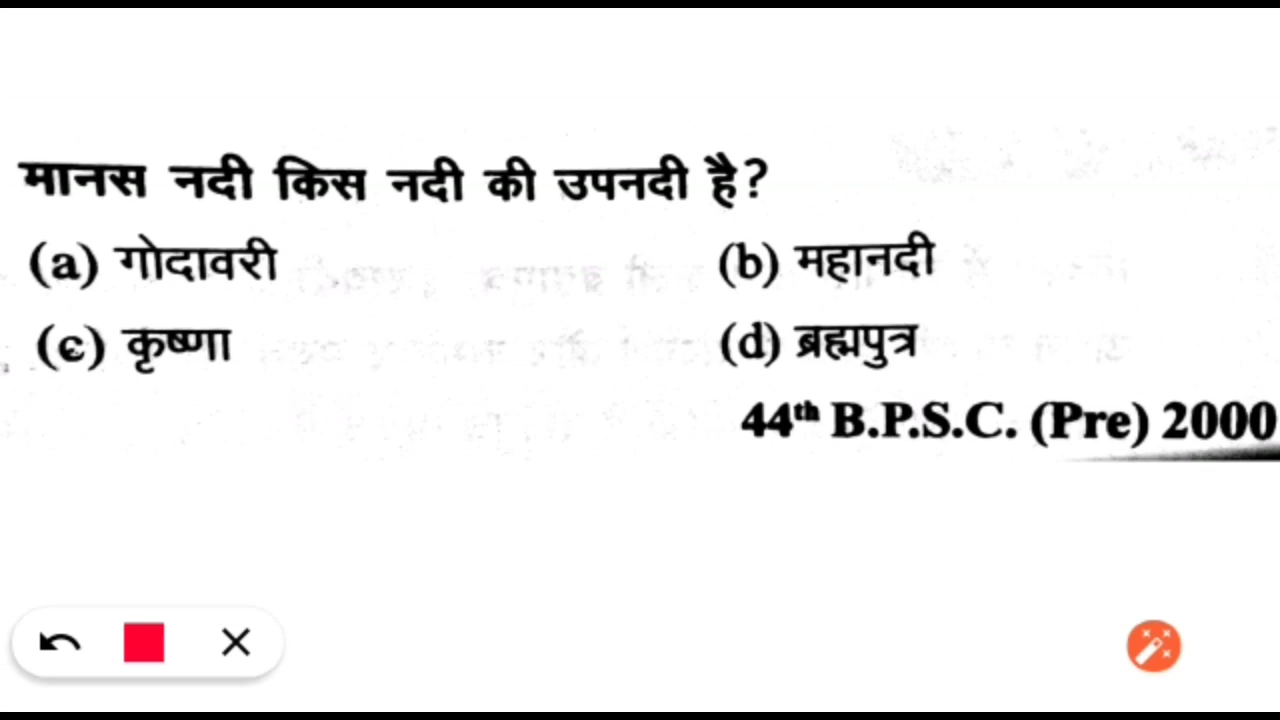 मानस नदी किस नदी की उपनदी है?
(a) गोदावरी (b) महानदी
(c) कृष्णा (d) ब्रह्मपुत्र
44th B.P.S.C. (Pre) 2000